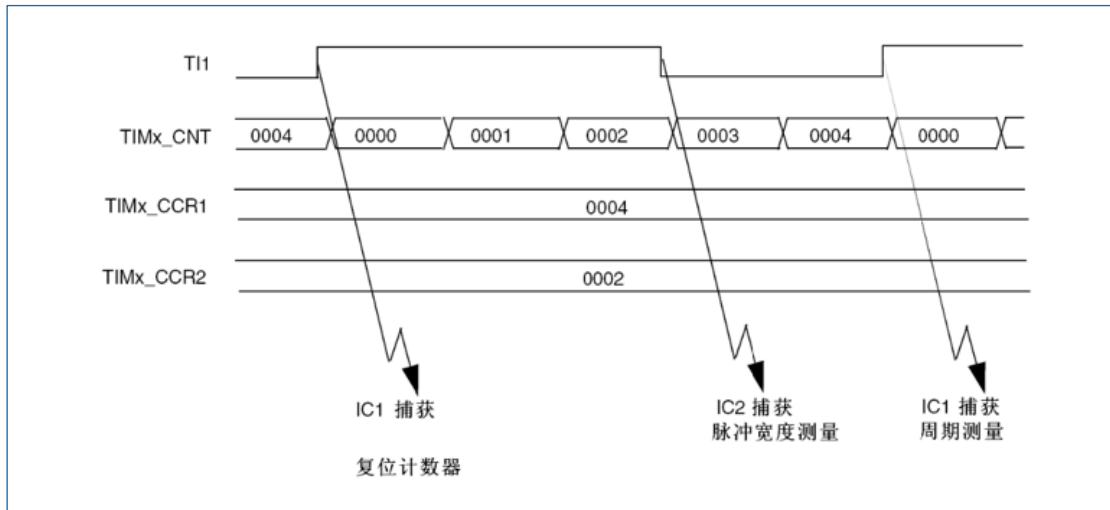 TI1
TIMx_CNT 0004 0000 0001 0002 0003 0004 0000
TIMx_CCR1 0004
TIMx_CCR2 0002
IC1 捕获
复位计数器
IC2 捕获
脉冲宽度测量
IC1 捕获
周期测量